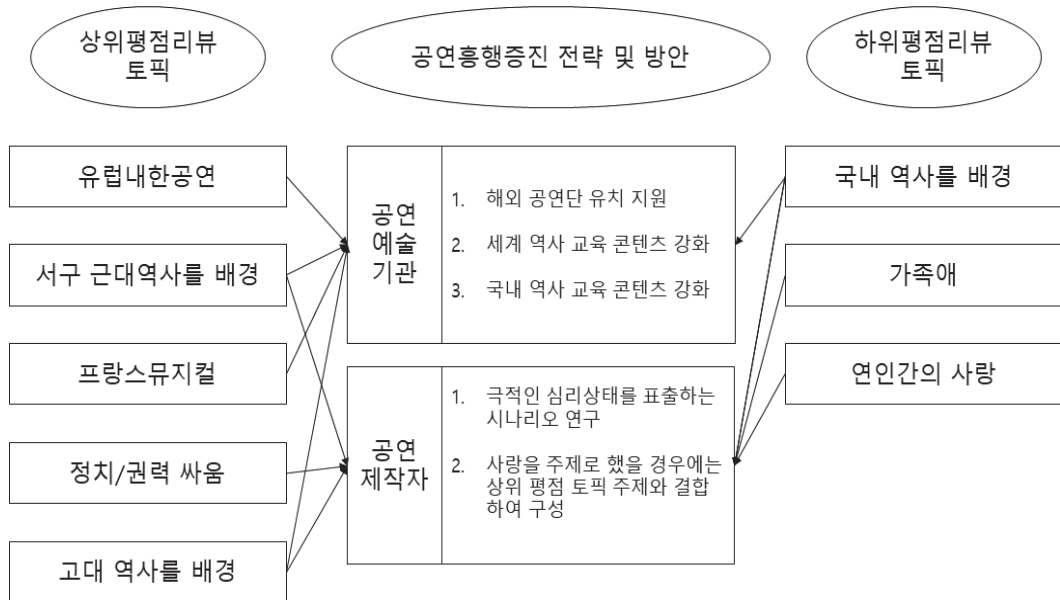 상위평점리뷰
토픽
공연흥행증진 전략 및 방안
하위평점리뷰
토픽
유럽내한공연
서구 근대역사를 배경
프랑스뮤지컬
정치/권력 싸움
고대 역사를 배경
공연
예술
기관
1. 해외 공연단 유치 지원
2. 세계 역사 교육 콘텐츠 강화
3. 국내 역사 교육 콘텐츠 강화
공연
제작자
1. 극적인 심리상태를 표출하는
시나리오 연구
2. 사랑을 주제로 했을 경우에는
상위 평점 토픽 주제와 결합
하여 구성
국내 역사를 배경
가족애
연인간의 사랑